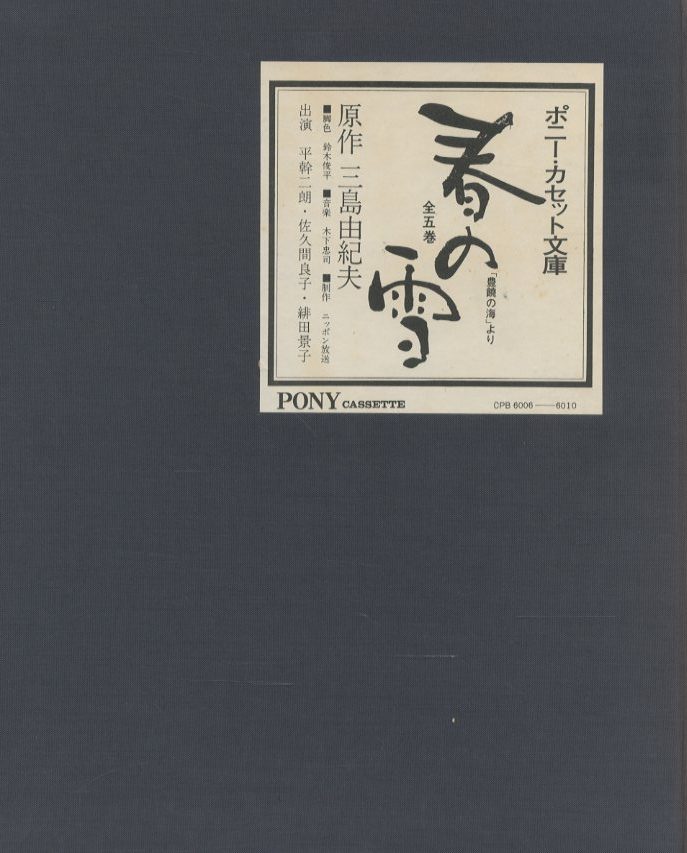 ポニー・カセット文庫
春の雪
「豊饒の海」より
全五巻
原作 三島由紀夫
■脚色 鈴木俊平 ■音楽 木下忠司 ■制作 ニッポン放送
出演 平幹二朗・佐久間良子・緋田景子
PONY CASSETTE
CPB 6006——6010